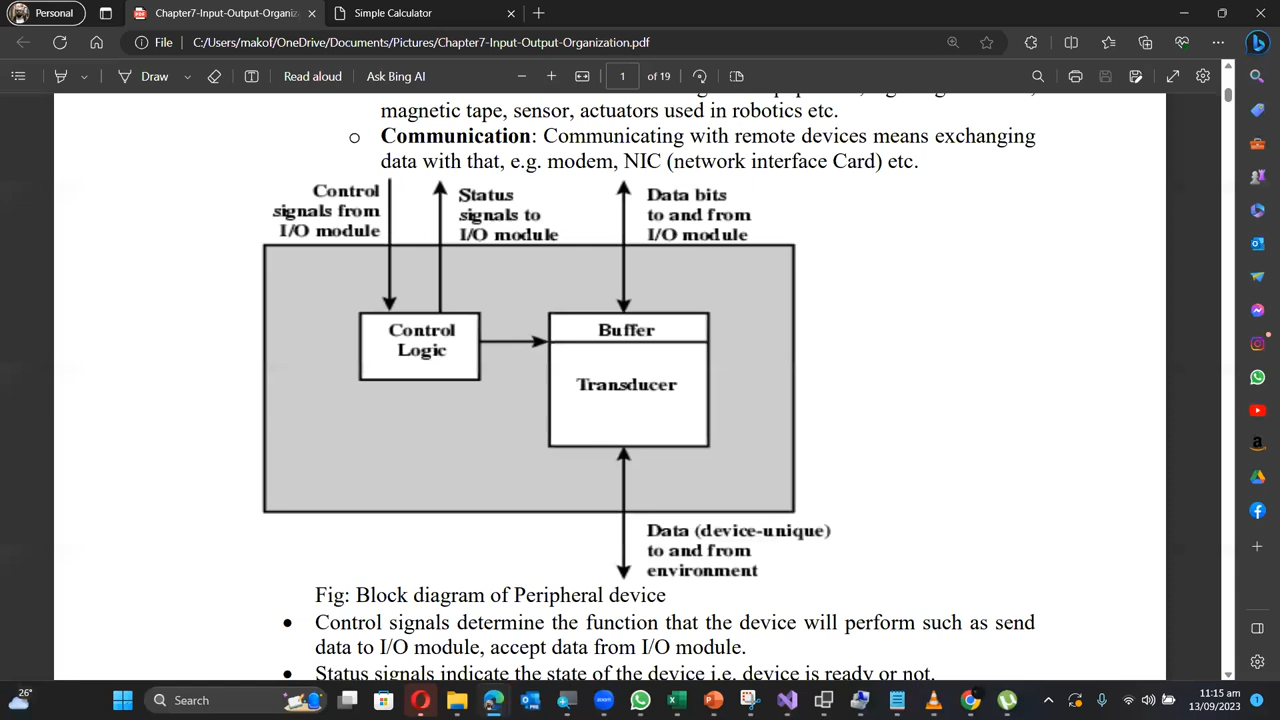 Personal
Chapter7-Input-Output-Organiz
Simple Calculator
File
C:/Users/makof/OneDrive/Documents/Pictures/Chapter7-Input-Output-Organization.pdf
Draw
Read aloud
Ask Bing AI
1
of 19
magnetic tape, sensor, actuators used in robotics etc.
o Communication: Communicating with remote devices means exchanging
data with that, e.g. modem, NIC (network interface Card) etc.
Control
signals from
I/O module
Status
signals to
I/O module
Data bits
to and from
I/O module
Control
Logic
Buffer
Transducer
Data (device-unique)
to and from
environment
Fig: Block diagram of Peripheral device
• Control signals determine the function that the device will perform such as send
data to I/O module, accept data from I/O module.
• Status signals indicate the state of the device i.e. device is ready or not.
26°
Search
11:15 am
13/09/2023